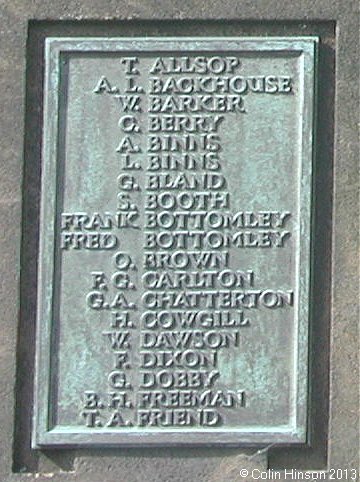 T. ALLSOP
A. L. BACKHOUSE
W. BARKER
C. BERRY
A. BINNS
L. BINNS
G. BLAND
S. BOOTH
FRANK BOTTOMLEY
FRED BOTTOMLEY
O. BROWN
F. G. CARLTON
G. A. CHATTERTON
H. COWGILL
W. DAWSON
F. DIXON
G. DOBBY
B. H. FREEMAN
T. A. FRIEND
©Colin Hinson 2013